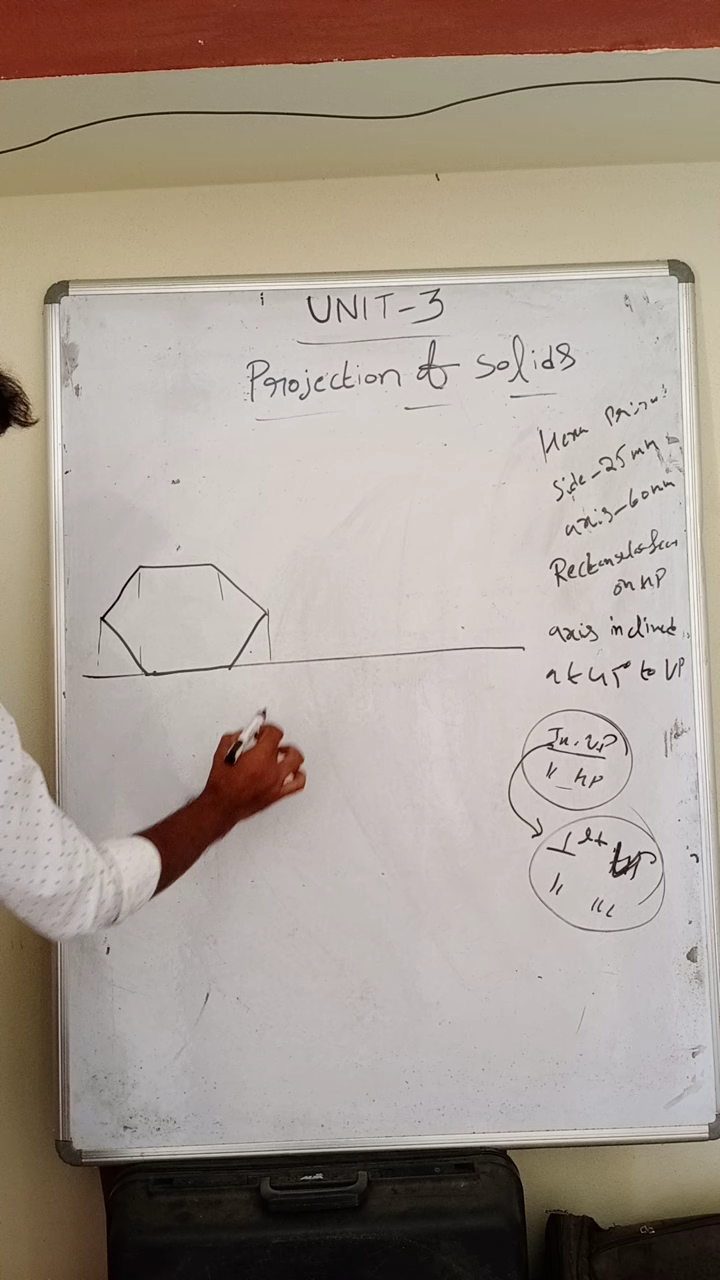 UNIT-3
Projection of solids
Hexa Prism
Side-25mm
axis-60mm
Rectangular face
on HP
axis inclined
at 45° to VP
In. VP
11 HP